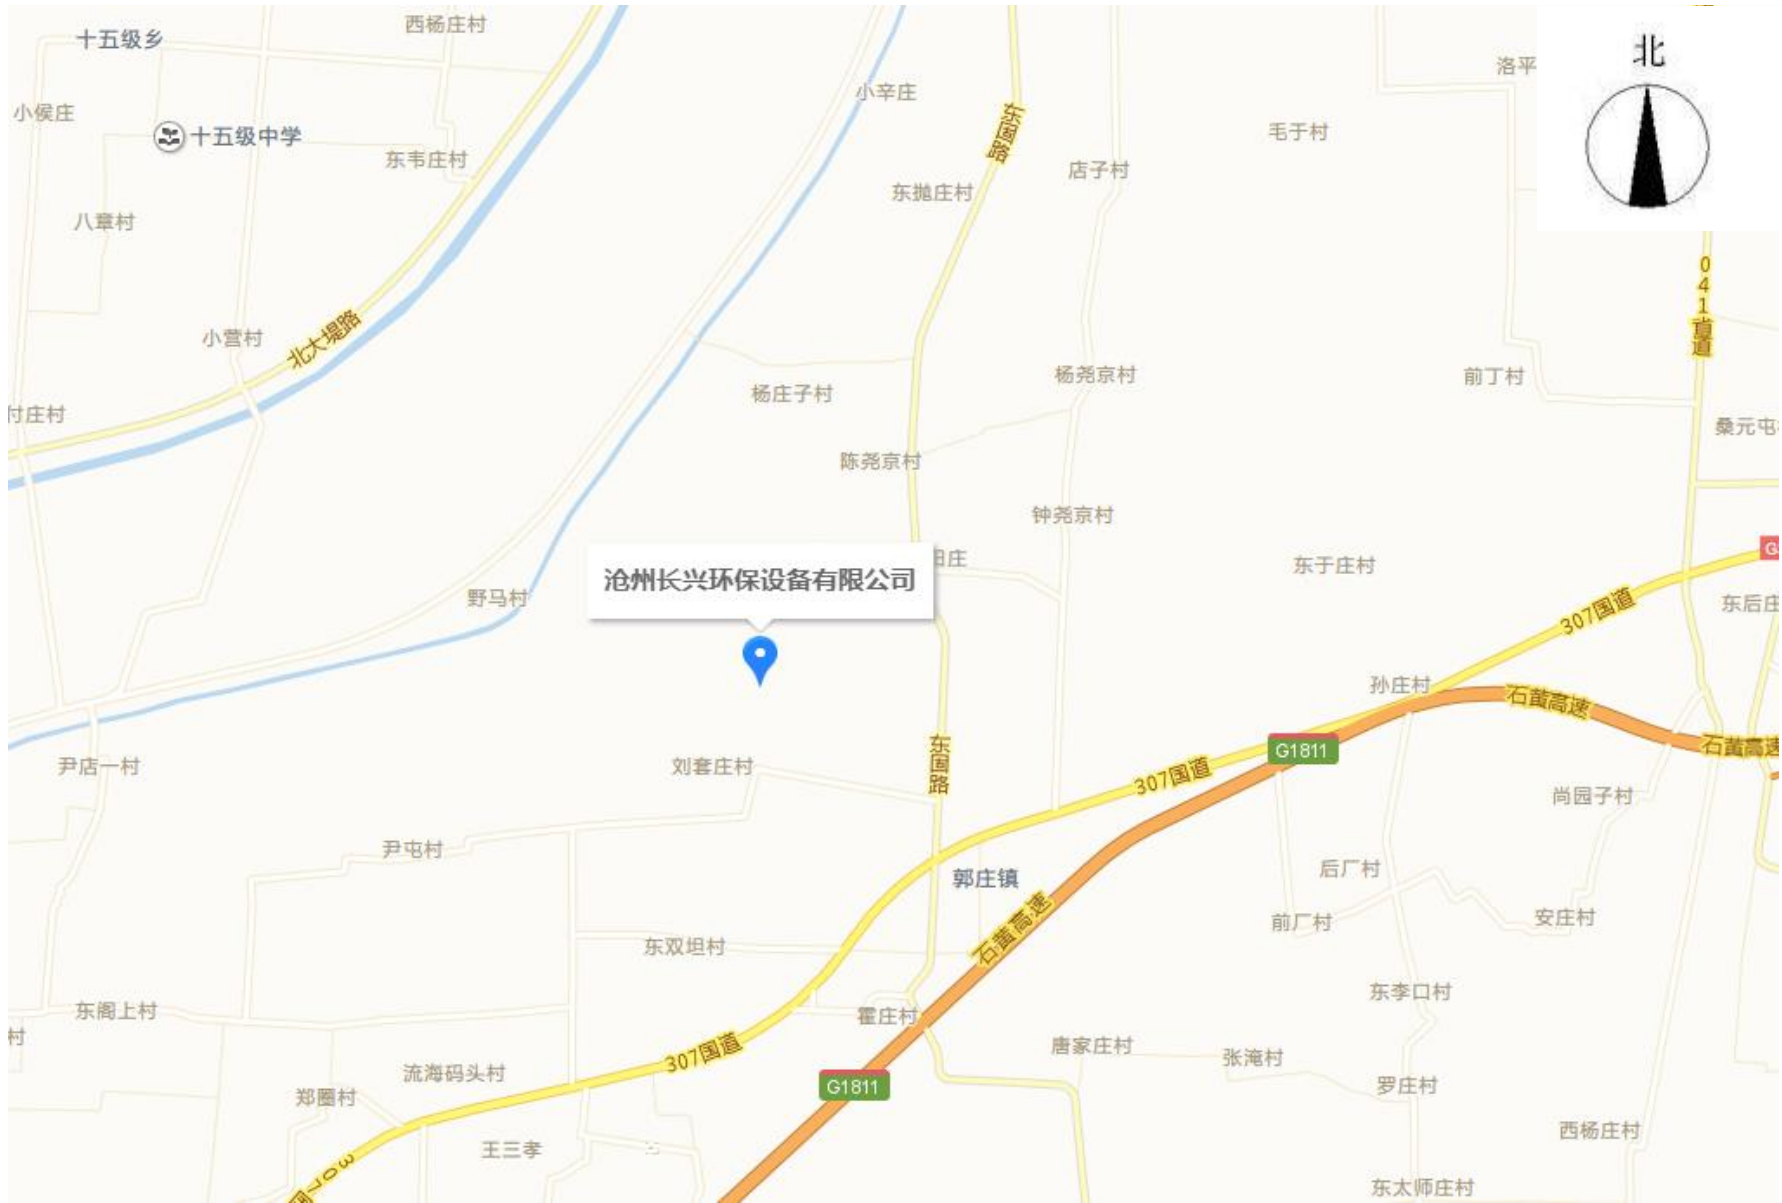 十五级乡
西杨庄村
北
小侯庄
十五级中学
东韦庄村
八章村
小营村
北大堤路
付庄村
小辛庄
东固路
东抛庄村
店子村
毛于村
洛平
041省道
杨庄子村
杨尧京村
前丁村
桑元屯
陈尧京村
钟尧京村
沧州长兴环保设备有限公司
野马村
东于庄村
307国道
东后庄
孙庄村
石黄高速
石黄高速
G1811
307国道
尹店一村
刘套庄村
东固路
尚园子村
尹屯村
郭庄镇
石黄高速
后厂村
前厂村
安庄村
东双坦村
东阁上村
霍庄村
东李口村
村
307国道
唐家庄村
张淹村
流海码头村
G1811
罗庄村
郑圈村
王三孝
西杨庄村
307国
东太师庄村